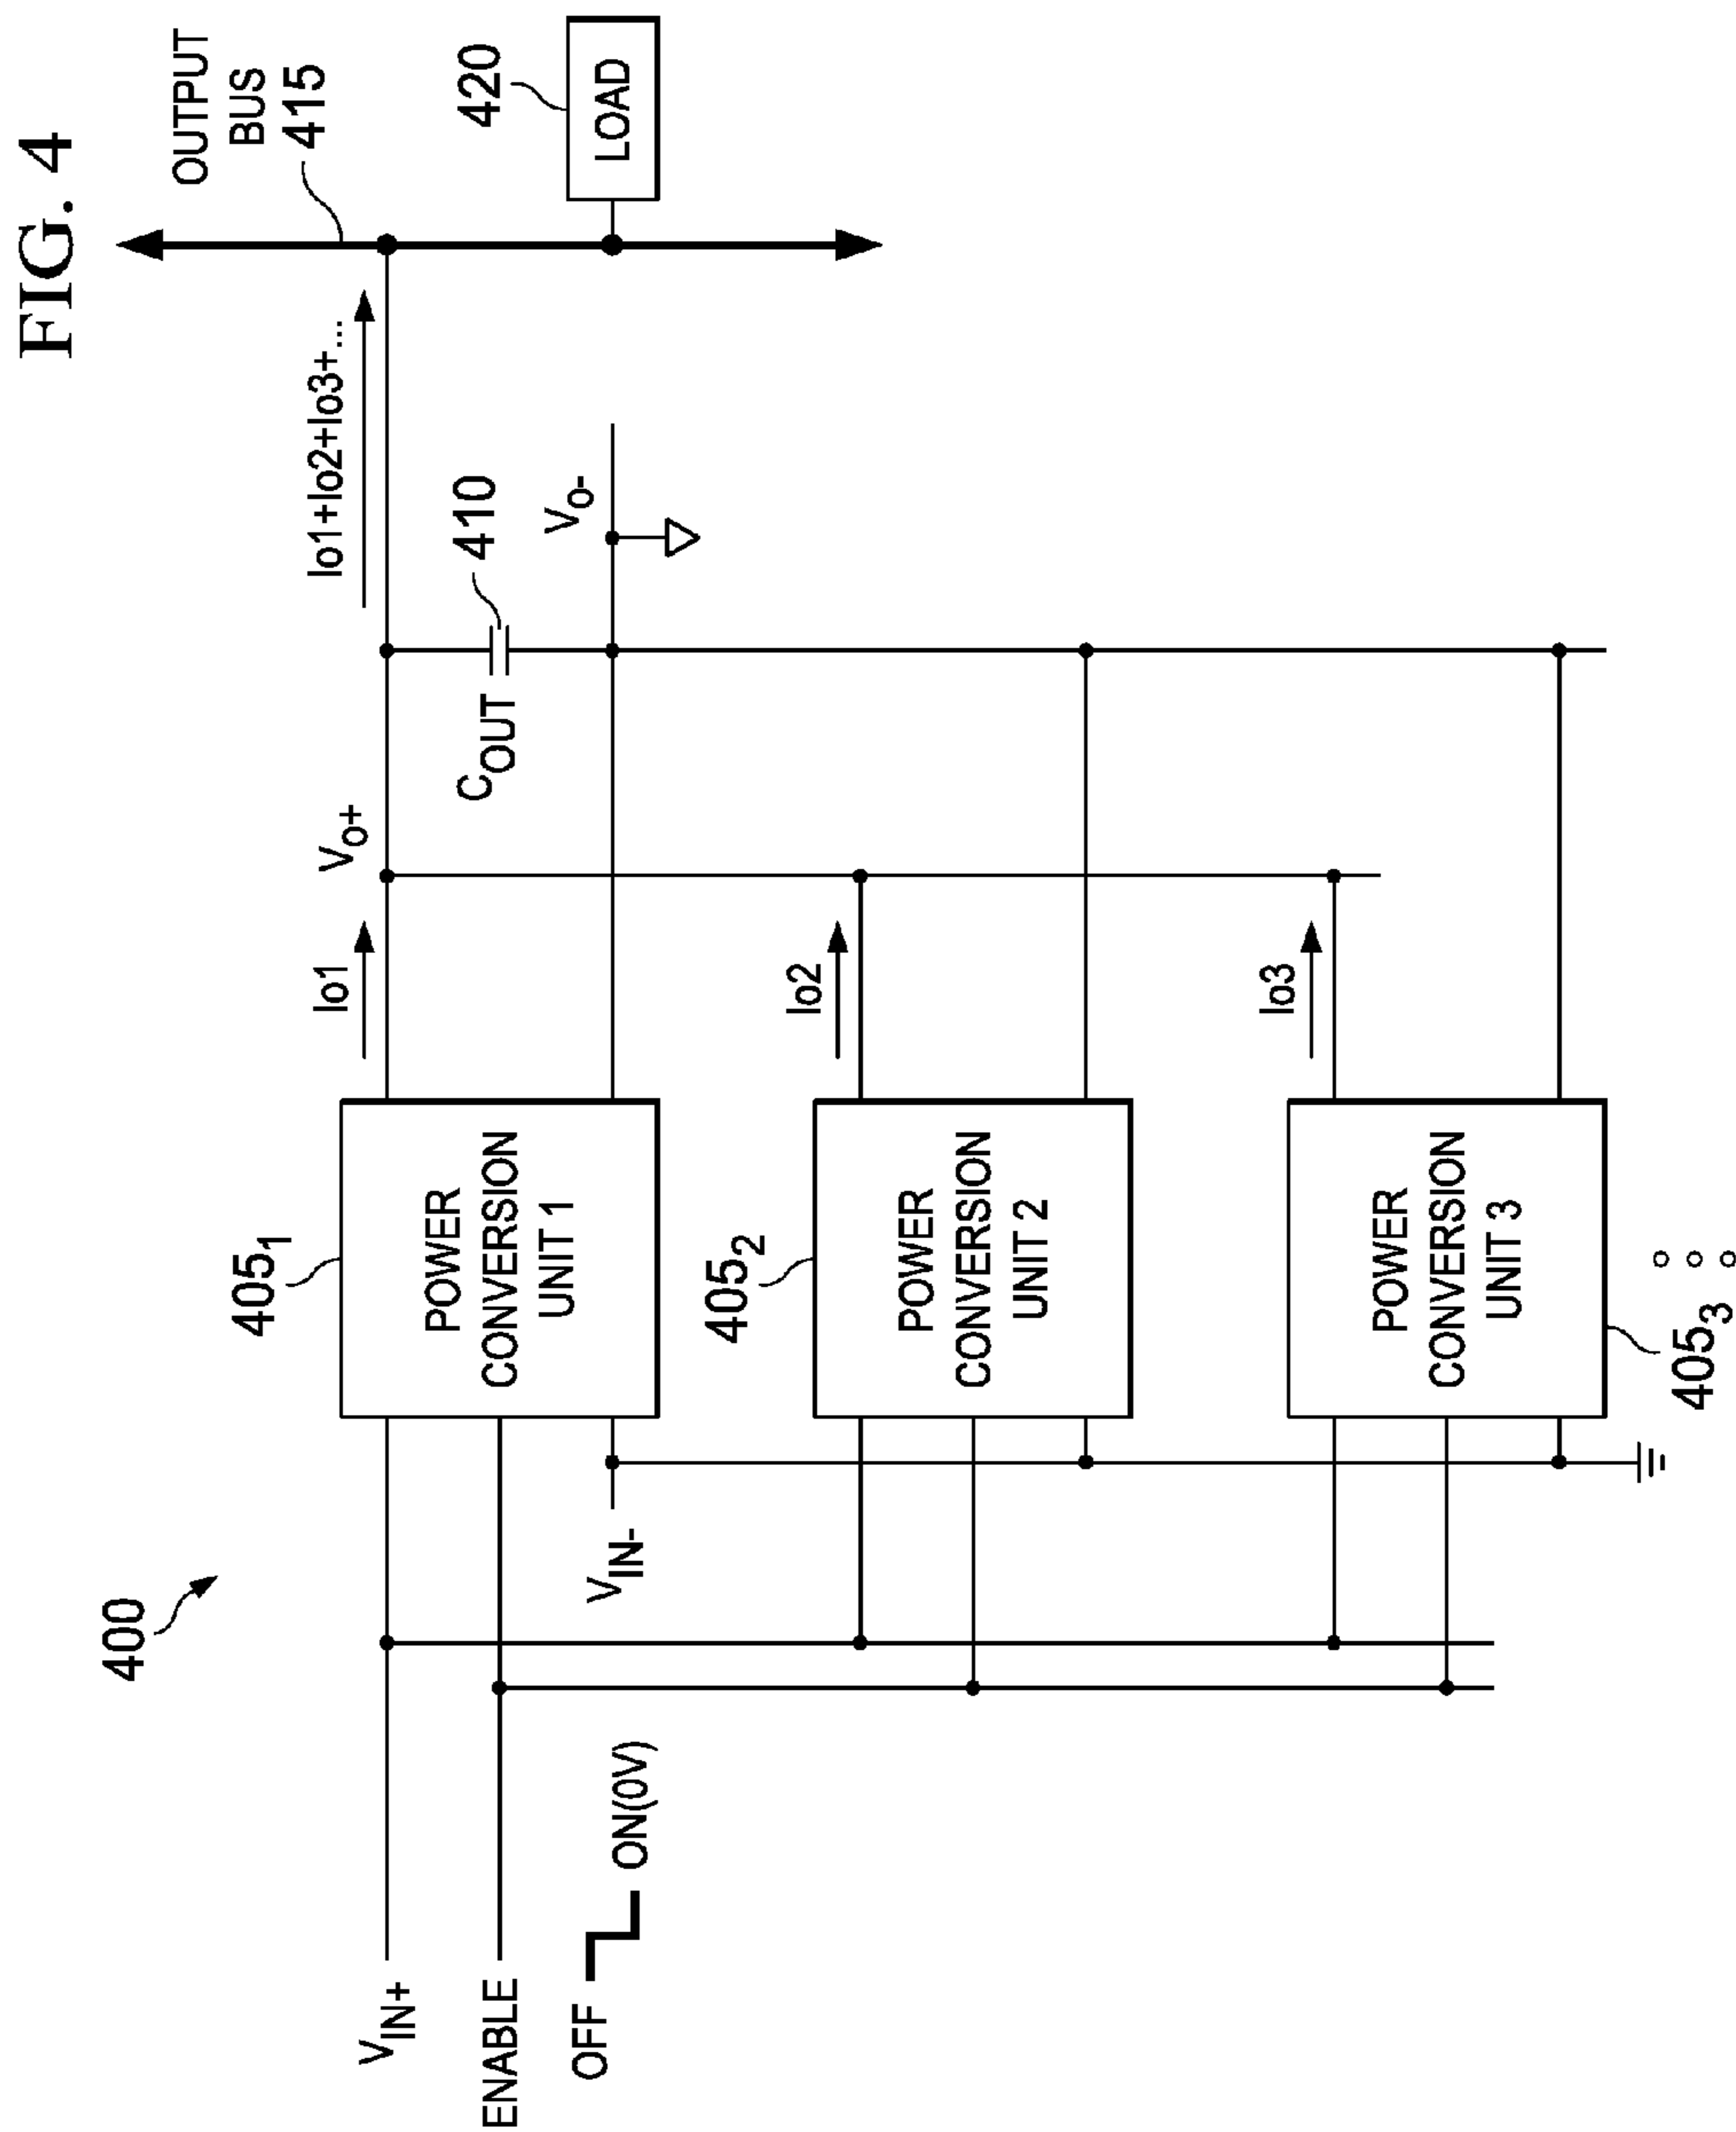 FIG. 4
400
405₁
Io1
Vo+
Io1+Io2+Io3+...
OUTPUT
BUS
415
VIN+
ENABLE
OFF
ON(0V)
VIN-
POWER
CONVERSION
UNIT 1
COUT
410
Vo-
420
LOAD
405₂
POWER
CONVERSION
UNIT 2
Io2
POWER
CONVERSION
UNIT 3
Io3
405₃